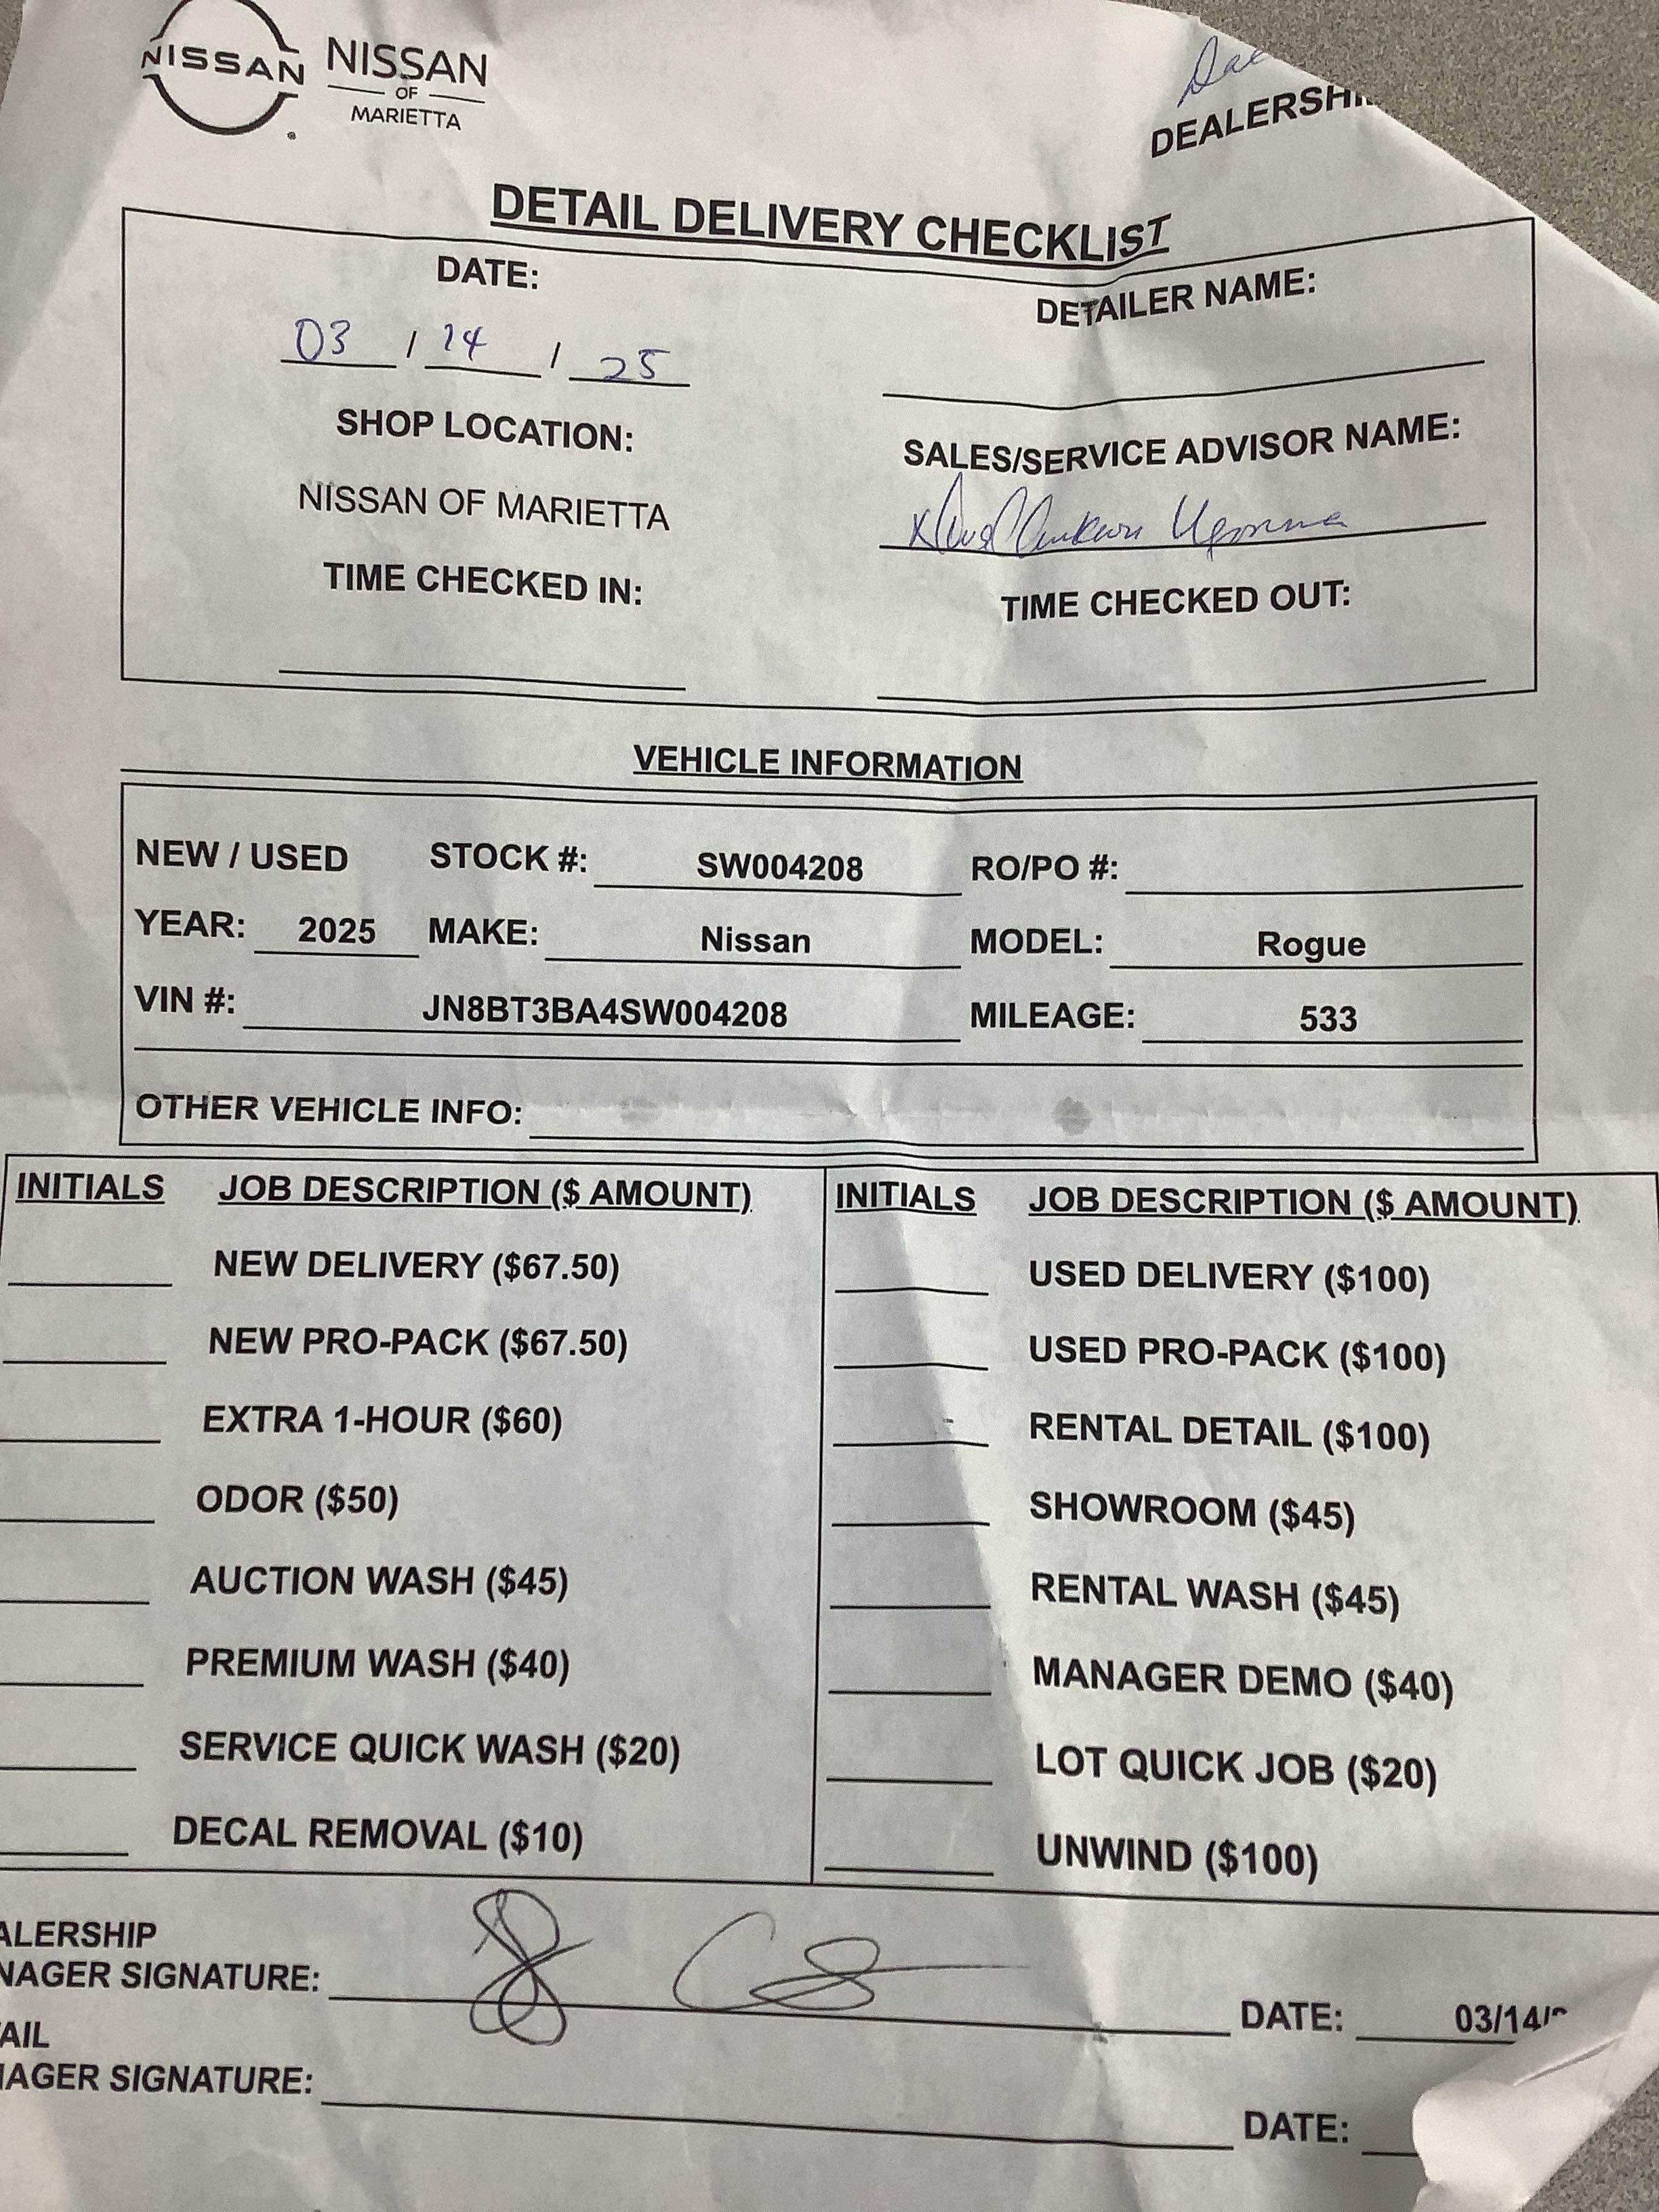 NISSAN
NISSAN
OF
MARIETTA
DETAIL DELIVERY CHECKLIST
DATE:
03 / 14 / 25
DETAILER NAME:
SHOP LOCATION:
NISSAN OF MARIETTA
SALES/SERVICE ADVISOR NAME:
TIME CHECKED IN:
TIME CHECKED OUT:
VEHICLE INFORMATION
NEW / USED STOCK #: SW004208 RO/PO #:
YEAR: 2025 MAKE: Nissan MODEL: Rogue
VIN #: JN8BT3BA4SW004208 MILEAGE: 533
OTHER VEHICLE INFO:
INITIALS JOB DESCRIPTION ($ AMOUNT) INITIALS JOB DESCRIPTION ($ AMOUNT)
NEW DELIVERY ($67.50) USED DELIVERY ($100)
NEW PRO-PACK ($67.50) USED PRO-PACK ($100)
EXTRA 1-HOUR ($60) RENTAL DETAIL ($100)
ODOR ($50) SHOWROOM ($45)
AUCTION WASH ($45) RENTAL WASH ($45)
PREMIUM WASH ($40) MANAGER DEMO ($40)
SERVICE QUICK WASH ($20) LOT QUICK JOB ($20)
DECAL REMOVAL ($10) UNWIND ($100)
ALERSHIP
NAGER SIGNATURE: DATE: 03/14/
AIL
AGER SIGNATURE: DATE: